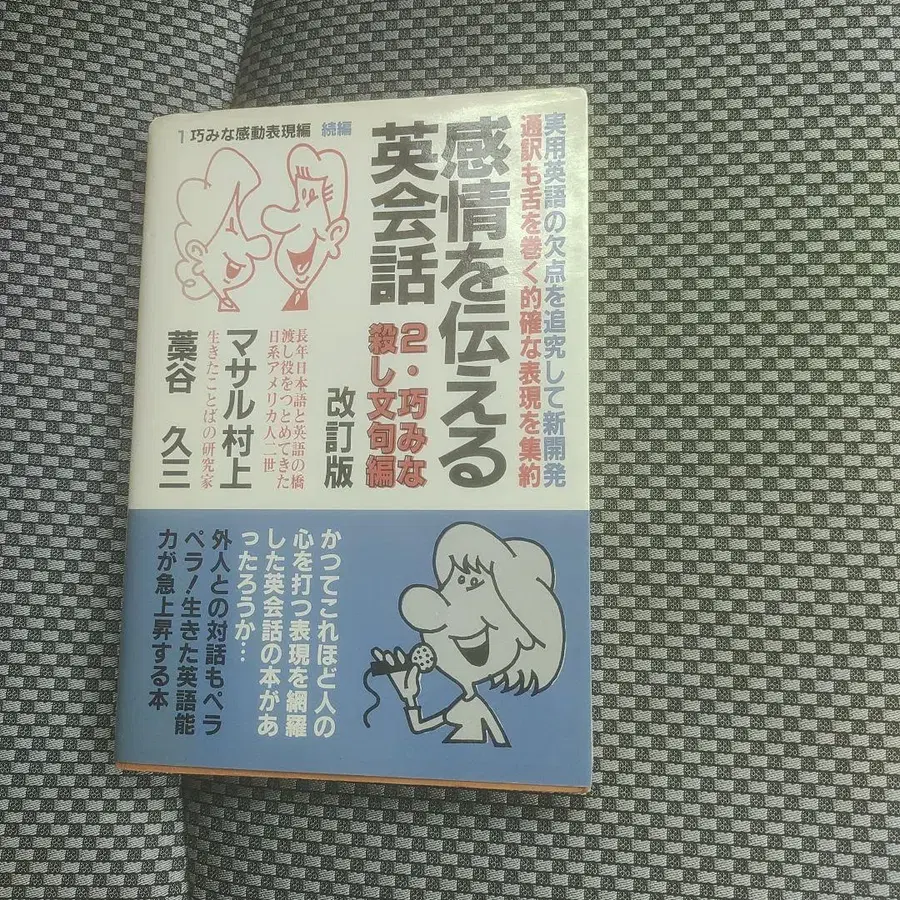 1 巧みな感動表現編 続編
実用英語の欠点を追究して新開発
通訳も舌を巻く的確な表現を集約
感情を伝える
英会話
2・巧みな
殺し文句編
改訂版
長年日本語と英語の橋
渡し役をつとめてきた
日系アメリカ人二世
マサル村上
生きたことばの研究家
藁谷 久三
かつてこれほど人の
心を打つ表現を網羅
した英会話の本があ
ったろうか…
外人との対話もペラ
ペラ!生きた英語能
力が急上昇する本